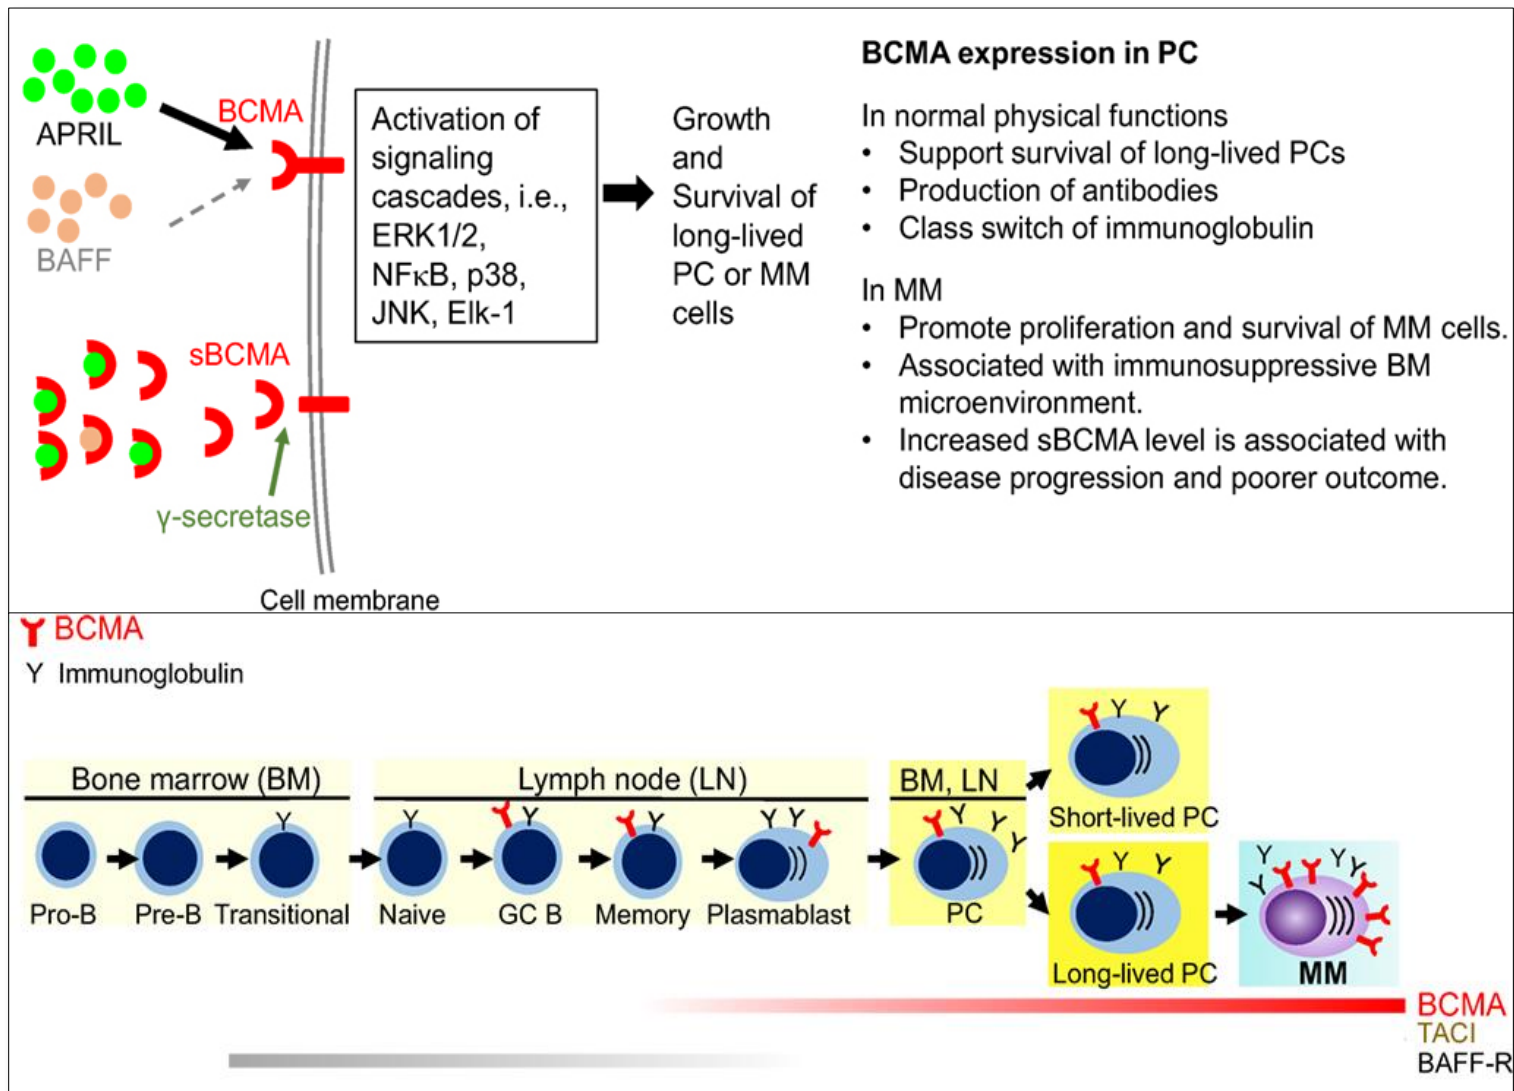 APRIL
BCMA
BAFF
Activation of
signaling
cascades, i.e.,
ERK1/2,
NFκB, p38,
JNK, Elk-1
Growth
and
Survival of
long-lived
PC or MM
cells
sBCMA
γ-secretase
Cell membrane
BCMA expression in PC
In normal physical functions
• Support survival of long-lived PCs
• Production of antibodies
• Class switch of immunoglobulin
In MM
• Promote proliferation and survival of MM cells.
• Associated with immunosuppressive BM
microenvironment.
• Increased sBCMA level is associated with
disease progression and poorer outcome.
BCMA
Y Immunoglobulin
Bone marrow (BM)
Lymph node (LN)
BM, LN
Pro-B
Pre-B
Transitional
Naive
GC B
Memory
Plasmablast
PC
Short-lived PC
Long-lived PC
MM
BCMA
TACI
BAFF-R